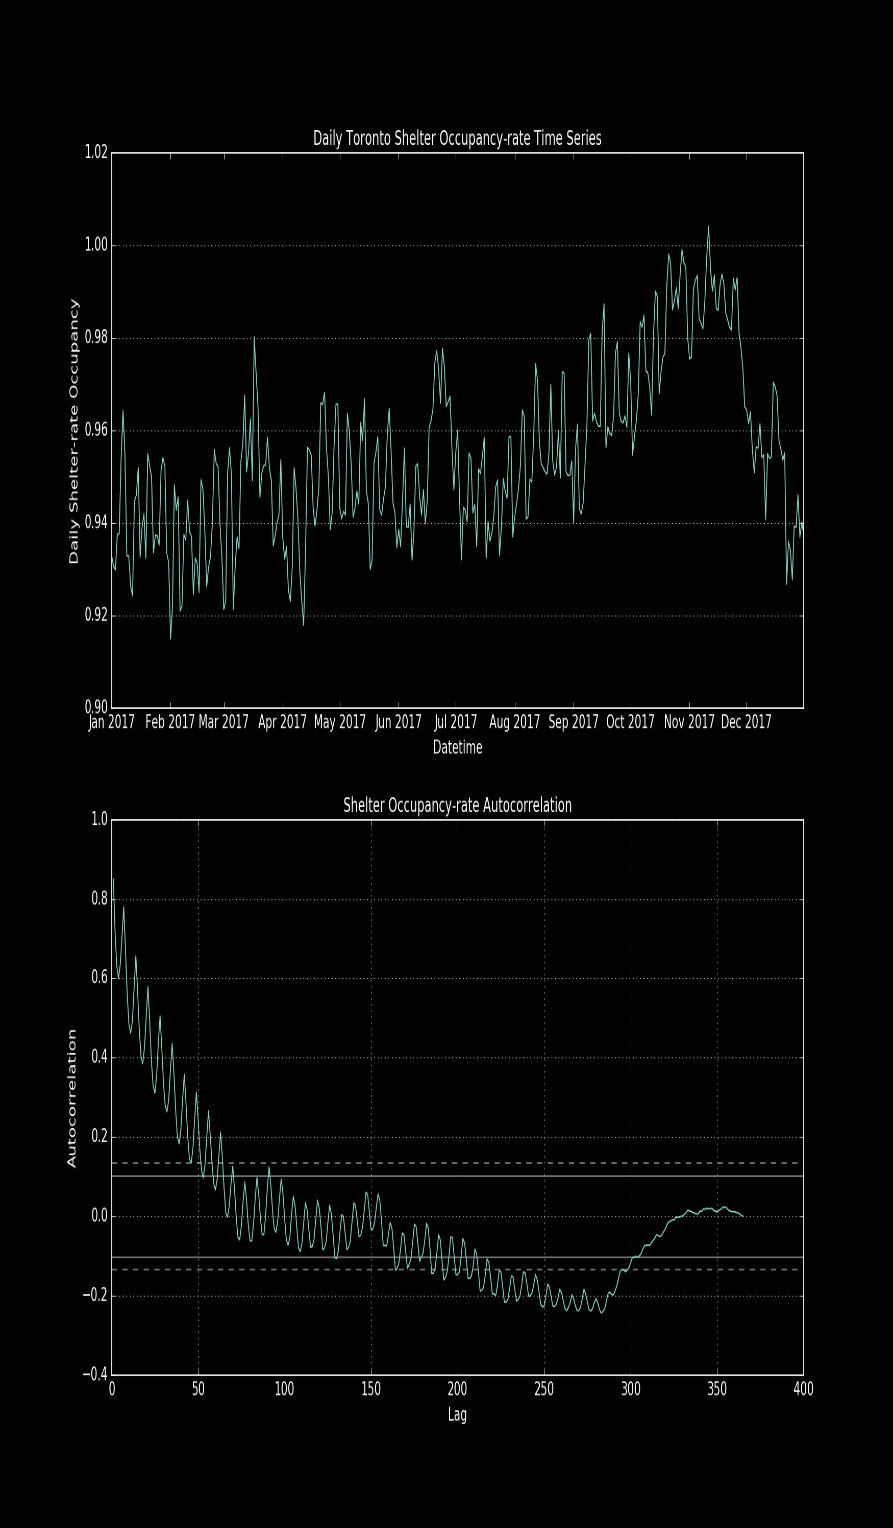 Daily Toronto Shelter Occupancy-rate Time Series
1.02
1.00
0.98
0.96
0.94
0.92
0.90
Daily Shelter-rate Occupancy
Jan 2017 Feb 2017 Mar 2017 Apr 2017 May 2017 Jun 2017 Jul 2017 Aug 2017 Sep 2017 Oct 2017 Nov 2017 Dec 2017
Datetime
Shelter Occupancy-rate Autocorrelation
1.0
0.8
0.6
0.4
0.2
0.0
−0.2
−0.4
Autocorrelation
0 50 100 150 200 250 300 350 400
Lag